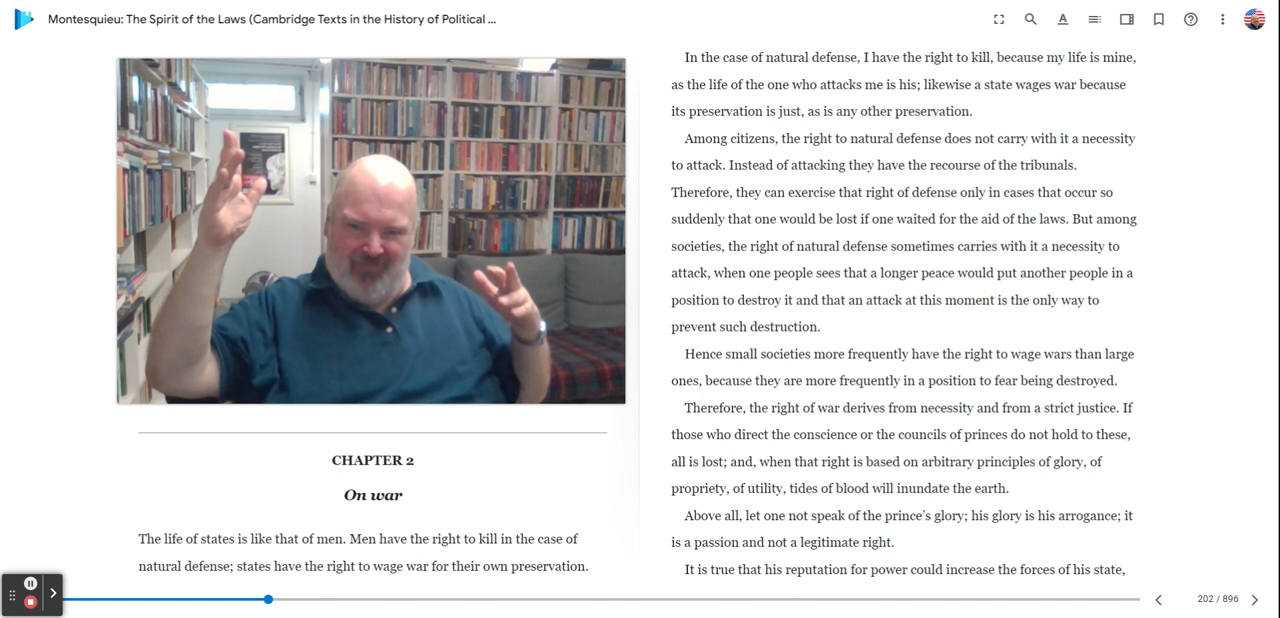 Montesquieu: The Spirit of the Laws (Cambridge Texts in the History of Political ...
CHAPTER 2
On war
The life of states is like that of men. Men have the right to kill in the case of
natural defense; states have the right to wage war for their own preservation.
In the case of natural defense, I have the right to kill, because my life is mine,
as the life of the one who attacks me is his; likewise a state wages war because
its preservation is just, as is any other preservation.
Among citizens, the right to natural defense does not carry with it a necessity
to attack. Instead of attacking they have the recourse of the tribunals.
Therefore, they can exercise that right of defense only in cases that occur so
suddenly that one would be lost if one waited for the aid of the laws. But among
societies, the right of natural defense sometimes carries with it a necessity to
attack, when one people sees that a longer peace would put another people in a
position to destroy it and that an attack at this moment is the only way to
prevent such destruction.
Hence small societies more frequently have the right to wage wars than large
ones, because they are more frequently in a position to fear being destroyed.
Therefore, the right of war derives from necessity and from a strict justice. If
those who direct the conscience or the councils of princes do not hold to these,
all is lost; and, when that right is based on arbitrary principles of glory, of
propriety, of utility, tides of blood will inundate the earth.
Above all, let one not speak of the prince's glory; his glory is his arrogance; it
is a passion and not a legitimate right.
It is true that his reputation for power could increase the forces of his state,
202 / 896